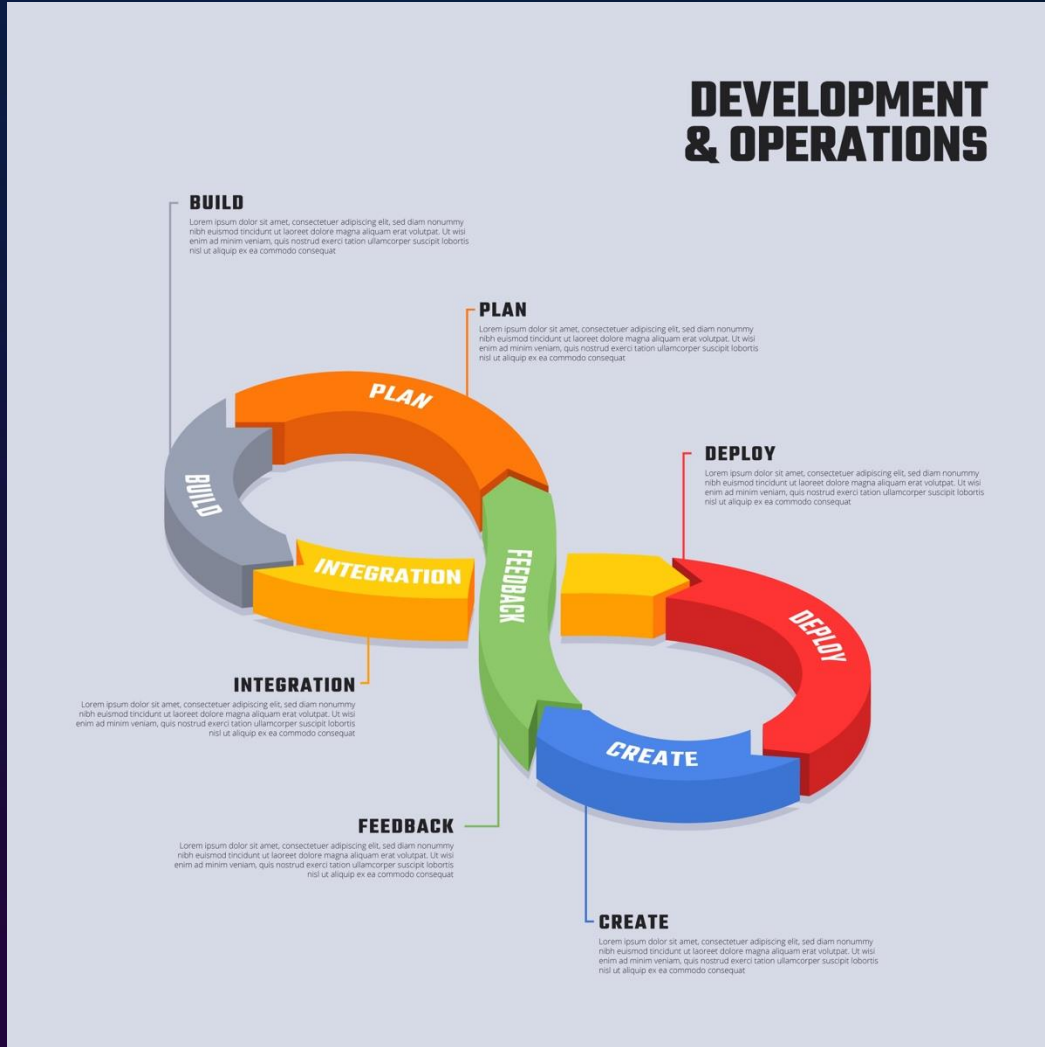 DEVELOPMENT
& OPERATIONS
BUILD
Lorem ipsum dolor sit amet, consectetuer adipiscing elit, sed diam nonummy
nibh euismod tincidunt ut laoreet dolore magna aliquam erat volutpat. Ut wisi
enim ad minim veniam, quis nostrud exerci tation ullamcorper suscipit lobortis
nisl ut aliquip ex ea commodo consequat
PLAN
Lorem ipsum dolor sit amet, consectetuer adipiscing elit, sed diam nonummy
nibh euismod tincidunt ut laoreet dolore magna aliquam erat volutpat. Ut wisi
enim ad minim veniam, quis nostrud exerci tation ullamcorper suscipit lobortis
nisl ut aliquip ex ea commodo consequat
PLAN
DEPLOY
Lorem ipsum dolor sit amet, consectetuer adipiscing elit, sed diam nonummy
nibh euismod tincidunt ut laoreet dolore magna aliquam erat volutpat. Ut wisi
enim ad minim veniam, quis nostrud exerci tation ullamcorper suscipit lobortis
nisl ut aliquip ex ea commodo consequat
BUILD
INTEGRATION
FEEDBACK
DEPLOY
INTEGRATION
Lorem ipsum dolor sit amet, consectetuer adipiscing elit, sed diam nonummy
nibh euismod tincidunt ut laoreet dolore magna aliquam erat volutpat. Ut wisi
enim ad minim veniam, quis nostrud exerci tation ullamcorper suscipit lobortis
nisl ut aliquip ex ea commodo consequat
CREATE
FEEDBACK
Lorem ipsum dolor sit amet, consectetuer adipiscing elit, sed diam nonummy
nibh euismod tincidunt ut laoreet dolore magna aliquam erat volutpat. Ut wisi
enim ad minim veniam, quis nostrud exerci tation ullamcorper suscipit lobortis
nisl ut aliquip ex ea commodo consequat
CREATE
Lorem ipsum dolor sit amet, consectetuer adipiscing elit, sed diam nonummy
nibh euismod tincidunt ut laoreet dolore magna aliquam erat volutpat. Ut wisi
enim ad minim veniam, quis nostrud exerci tation ullamcorper suscipit lobortis
nisl ut aliquip ex ea commodo consequat